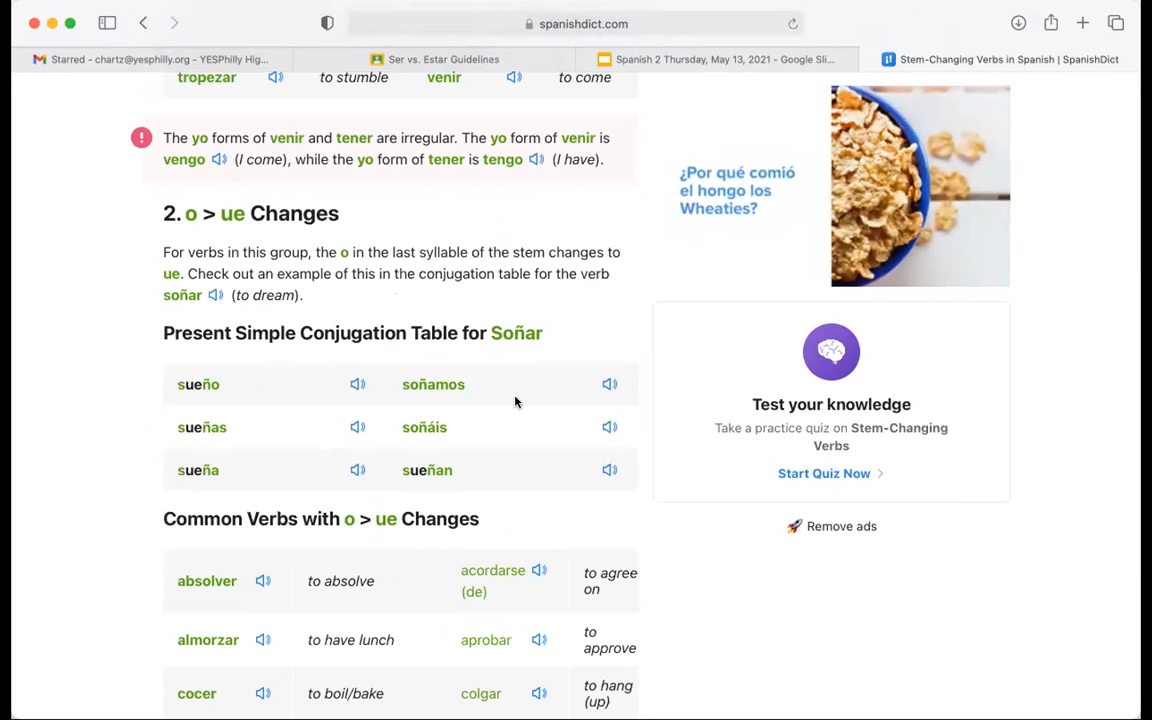 spanishdict.com
Starred - chartz@yesphilly.org - YESPhilly Hig...
Ser vs. Estar Guidelines
Spanish 2 Thursday, May 13, 2021 - Google Sli...
Stem-Changing Verbs in Spanish | SpanishDict
tropezar to stumble venir to come
The yo forms of venir and tener are irregular. The yo form of venir is
vengo (I come), while the yo form of tener is tengo (I have).
2. o > ue Changes
For verbs in this group, the o in the last syllable of the stem changes to
ue. Check out an example of this in the conjugation table for the verb
soñar (to dream).
Present Simple Conjugation Table for Soñar
sueño soñamos
sueñas soñáis
sueña sueñan
Common Verbs with o > ue Changes
absolver to absolve acordarse (de) to agree on
almorzar to have lunch aprobar to approve
cocer to boil/bake colgar to hang (up)
¿Por qué comió
el hongo los
Wheaties?
Test your knowledge
Take a practice quiz on Stem-Changing
Verbs
Start Quiz Now >
Remove ads